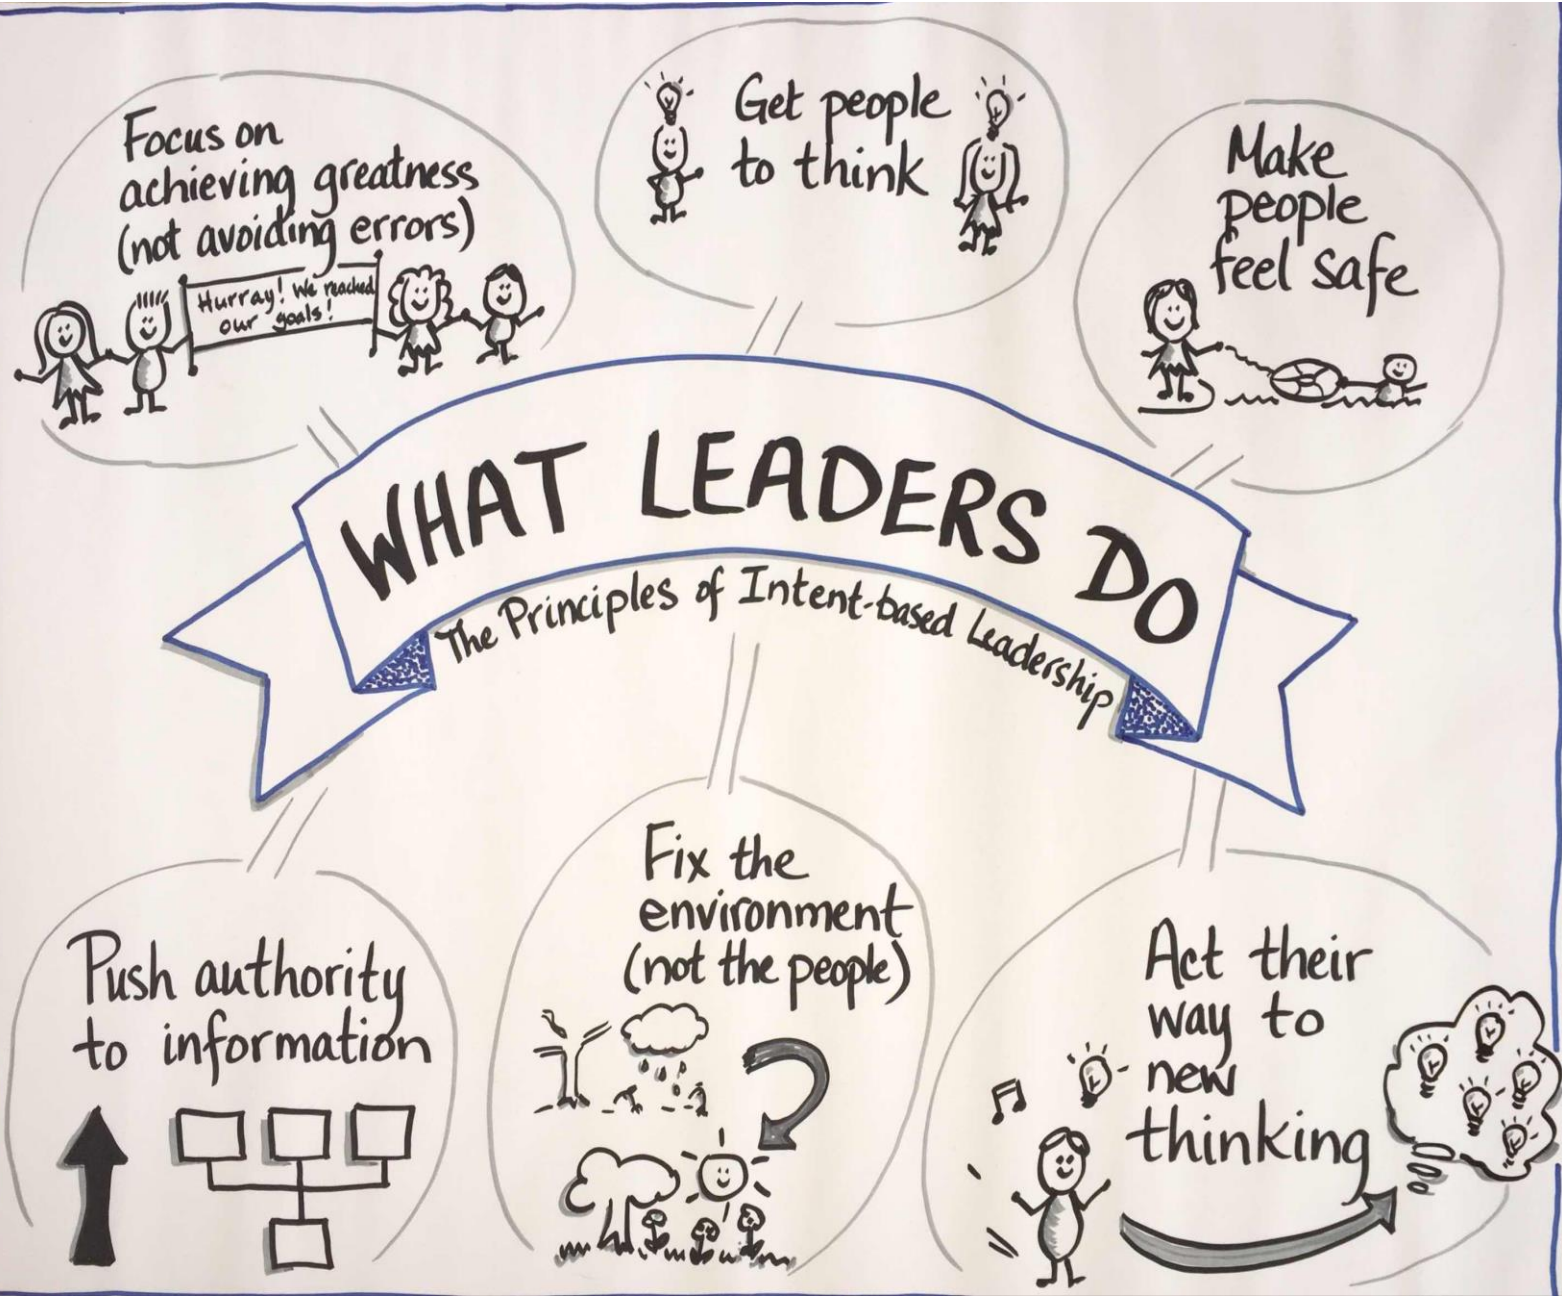 Focus on
achieving greatness
(not avoiding errors)
Hurray! We reached
our goals!
Get people
to think
Make
people
feel safe
WHAT LEADERS DO
The Principles of Intent-based Leadership
Push authority
to information
Fix the
environment
(not the people)
Act their
way to
new
thinking